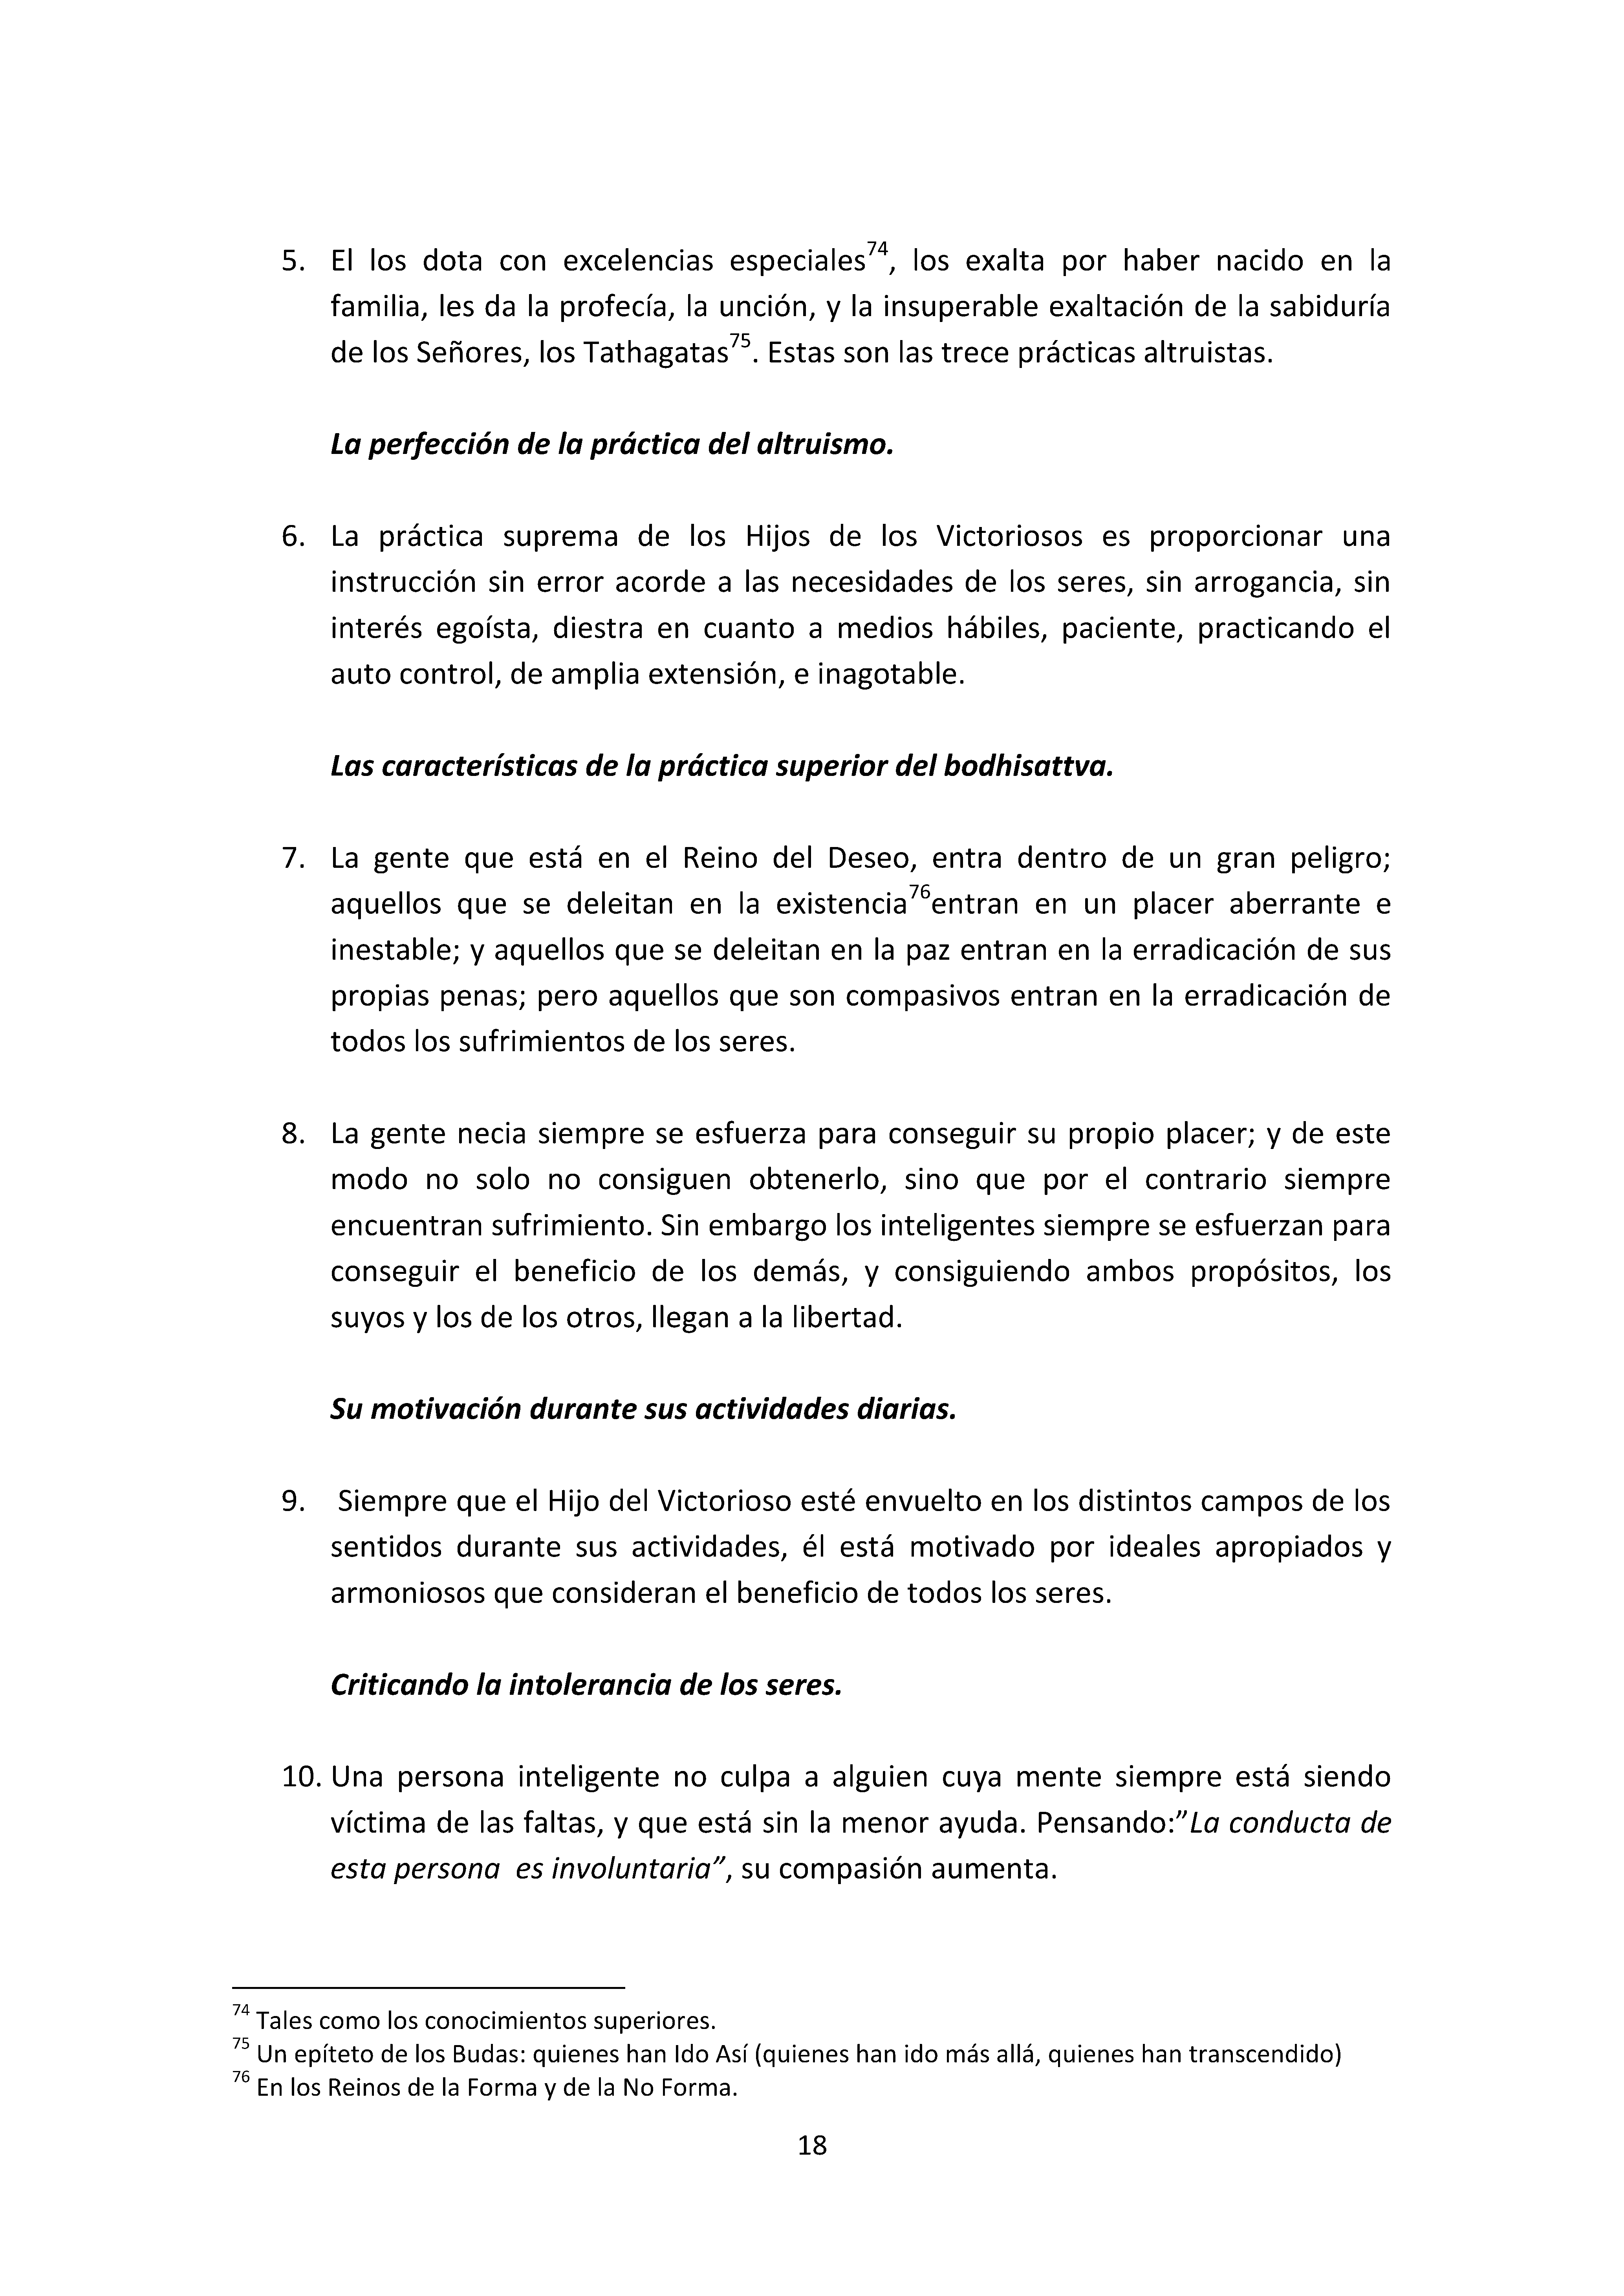 5. El los dota con excelencias especiales74, los exalta por haber nacido en la
familia, les da la profecía, la unción, y la insuperable exaltación de la sabiduría
de los Señores, los Tathagatas75. Estas son las trece prácticas altruistas.
La perfección de la práctica del altruismo.
6. La práctica suprema de los Hijos de los Victoriosos es proporcionar una
instrucción sin error acorde a las necesidades de los seres, sin arrogancia, sin
interés egoísta, diestra en cuanto a medios hábiles, paciente, practicando el
auto control, de amplia extensión, e inagotable.
Las características de la práctica superior del bodhisattva.
7. La gente que está en el Reino del Deseo, entra dentro de un gran peligro;
aquellos que se deleitan en la existencia76entran en un placer aberrante e
inestable; y aquellos que se deleitan en la paz entran en la erradicación de sus
propias penas; pero aquellos que son compasivos entran en la erradicación de
todos los sufrimientos de los seres.
8. La gente necia siempre se esfuerza para conseguir su propio placer; y de este
modo no solo no consiguen obtenerlo, sino que por el contrario siempre
encuentran sufrimiento. Sin embargo los inteligentes siempre se esfuerzan para
conseguir el beneficio de los demás, y consiguiendo ambos propósitos, los
suyos y los de los otros, llegan a la libertad.
Su motivación durante sus actividades diarias.
9. Siempre que el Hijo del Victorioso esté envuelto en los distintos campos de los
sentidos durante sus actividades, él está motivado por ideales apropiados y
armoniosos que consideran el beneficio de todos los seres.
Criticando la intolerancia de los seres.
10. Una persona inteligente no culpa a alguien cuya mente siempre está siendo
víctima de las faltas, y que está sin la menor ayuda. Pensando:”La conducta de
esta persona es involuntaria”, su compasión aumenta.
74 Tales como los conocimientos superiores.
75 Un epíteto de los Budas: quienes han Ido Así (quienes han ido más allá, quienes han transcendido)
76 En los Reinos de la Forma y de la No Forma.
18